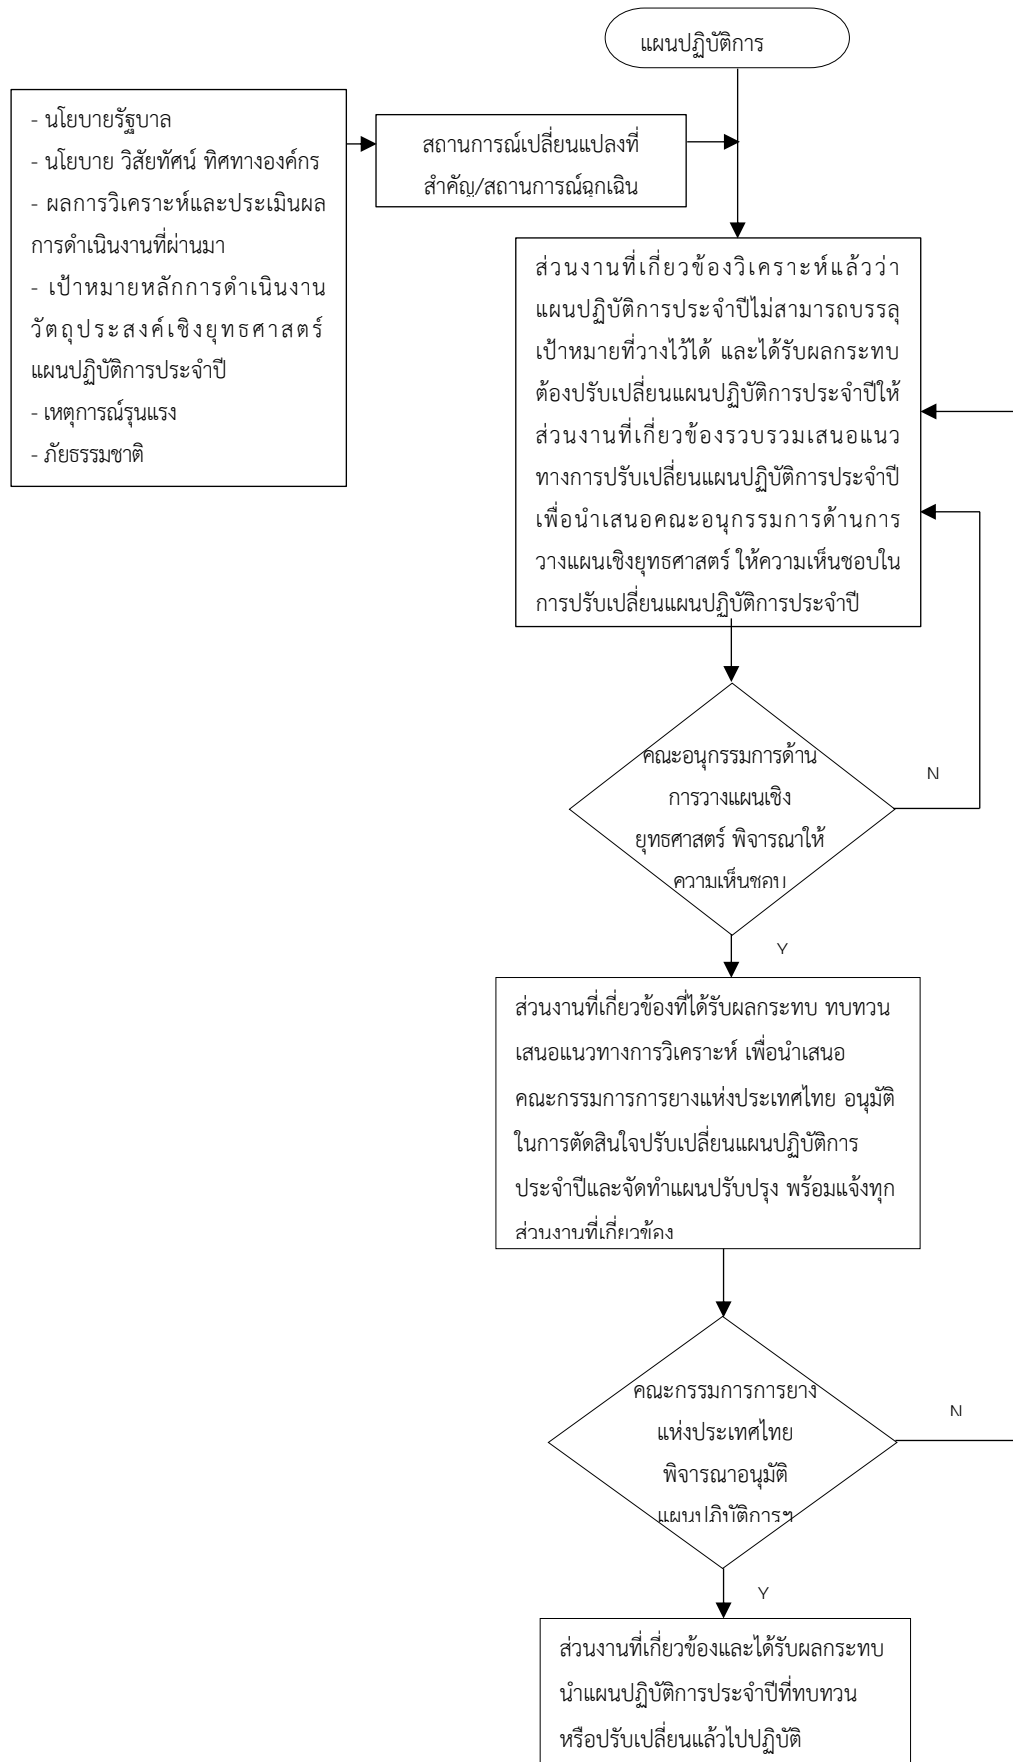 แผนปฏิบัติการ
- นโยบายรัฐบาล
- นโยบาย วิสัยทัศน์ ทิศทางองค์กร
- ผลการวิเคราะห์และประเมินผล
การดำเนินงานที่ผ่านมา
- เป้าหมายหลักการดำเนินงาน
วัตถุประสงค์เชิงยุทธศาสตร์
แผนปฏิบัติการประจำปี
- เหตุการณ์รุนแรง
- ภัยธรรมชาติ
สถานการณ์เปลี่ยนแปลงที่
สำคัญ/สถานการณ์ฉุกเฉิน
ส่วนงานที่เกี่ยวข้องวิเคราะห์แล้วว่า
แผนปฏิบัติการประจำปีไม่สามารถบรรลุ
เป้าหมายที่วางไว้ได้ และได้รับผลกระทบ
ต้องปรับเปลี่ยนแผนปฏิบัติการประจำปีให้
ส่วนงานที่เกี่ยวข้องรวบรวมเสนอแนว
ทางการปรับเปลี่ยนแผนปฏิบัติการประจำปี
เพื่อนำเสนอคณะอนุกรรมการด้านการ
วางแผนเชิงยุทธศาสตร์ ให้ความเห็นชอบใน
การปรับเปลี่ยนแผนปฏิบัติการประจำปี
คณะอนุกรรมการด้าน
การวางแผนเชิง
ยุทธศาสตร์ พิจารณาให้
ความเห็นชอบ
N
Y
ส่วนงานที่เกี่ยวข้องที่ได้รับผลกระทบ ทบทวน
เสนอแนวทางการวิเคราะห์ เพื่อนำเสนอ
คณะกรรมการการยางแห่งประเทศไทย อนุมัติ
ในการตัดสินใจปรับเปลี่ยนแผนปฏิบัติการ
ประจำปีและจัดทำแผนปรับปรุง พร้อมแจ้งทุก
ส่วนงานที่เกี่ยวข้อง
คณะกรรมการการยาง
แห่งประเทศไทย
พิจารณาอนุมัติ
แผนปฏิบัติการฯ
N
Y
ส่วนงานที่เกี่ยวข้องและได้รับผลกระทบ
นำแผนปฏิบัติการประจำปีที่ทบทวน
หรือปรับเปลี่ยนแล้วไปปฏิบัติ